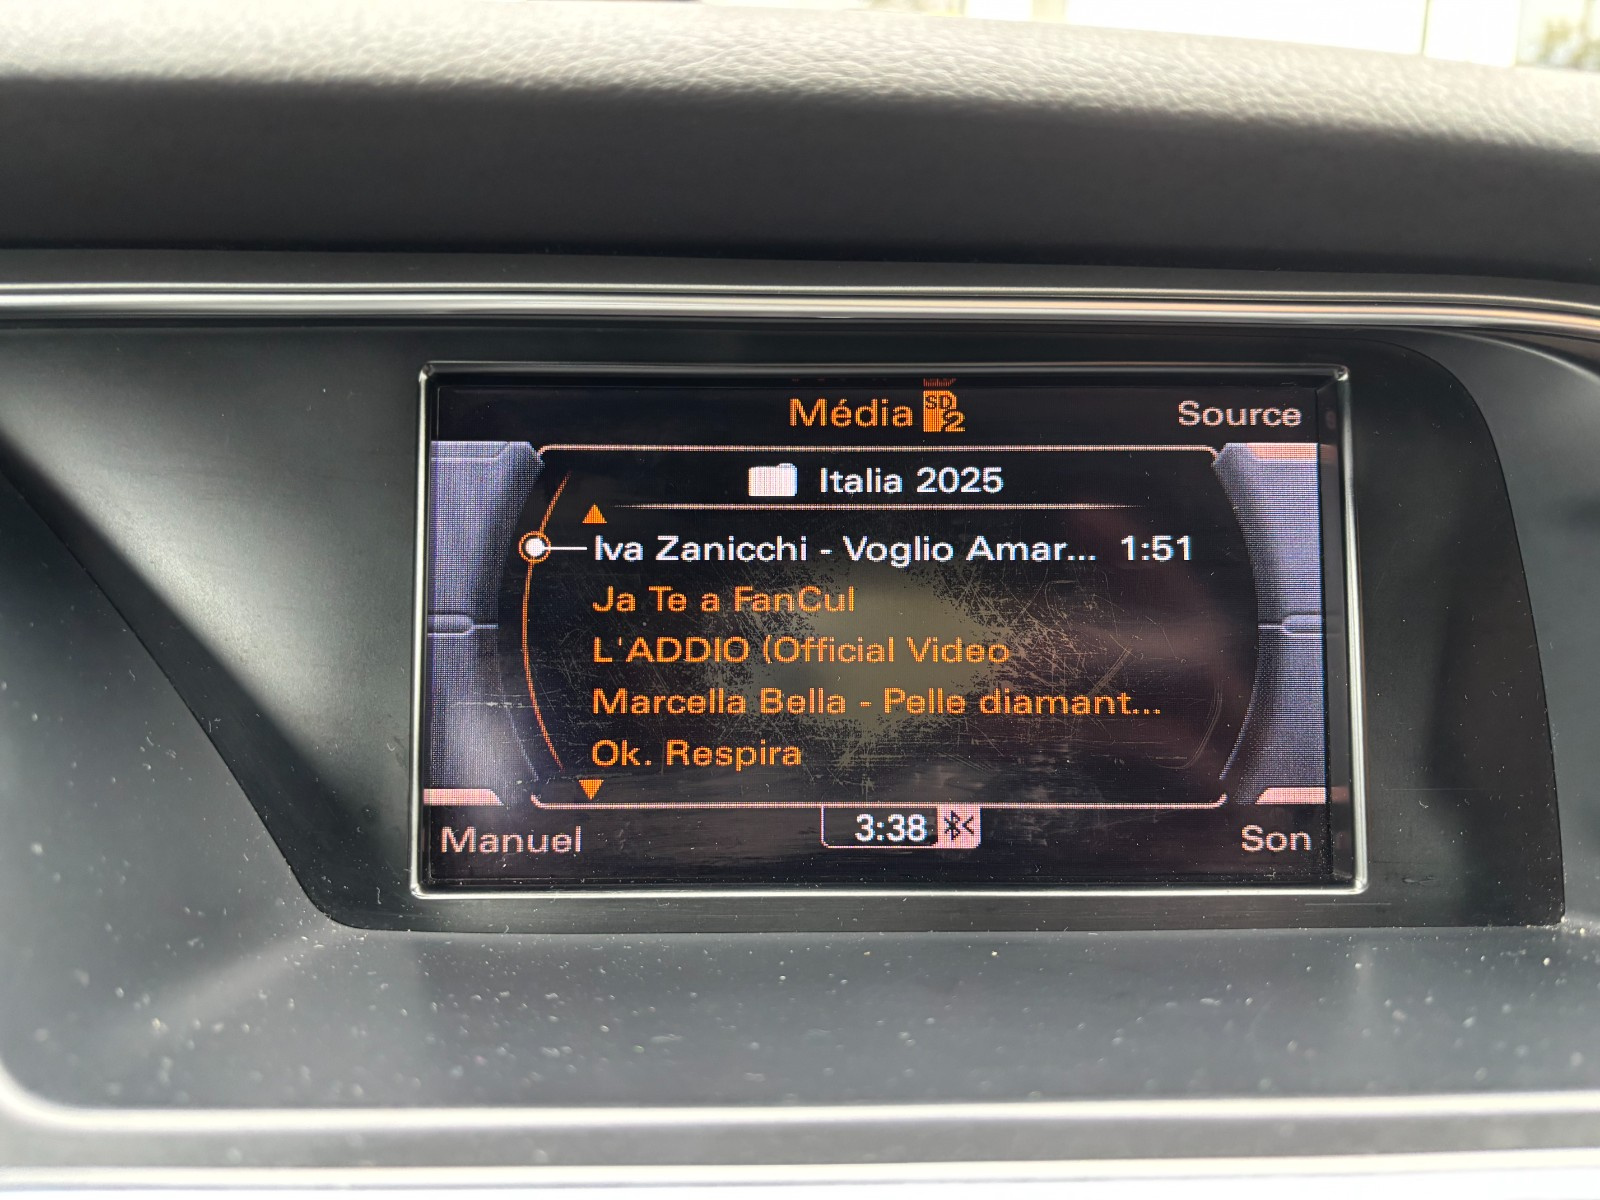 Média SD 2
Source
Italia 2025
Iva Zanicchi - Voglio Amar... 1:51
Ja Te a FanCul
L'ADDIO (Official Video
Marcella Bella - Pelle diamant...
Ok. Respira
Manuel
3:38
Son